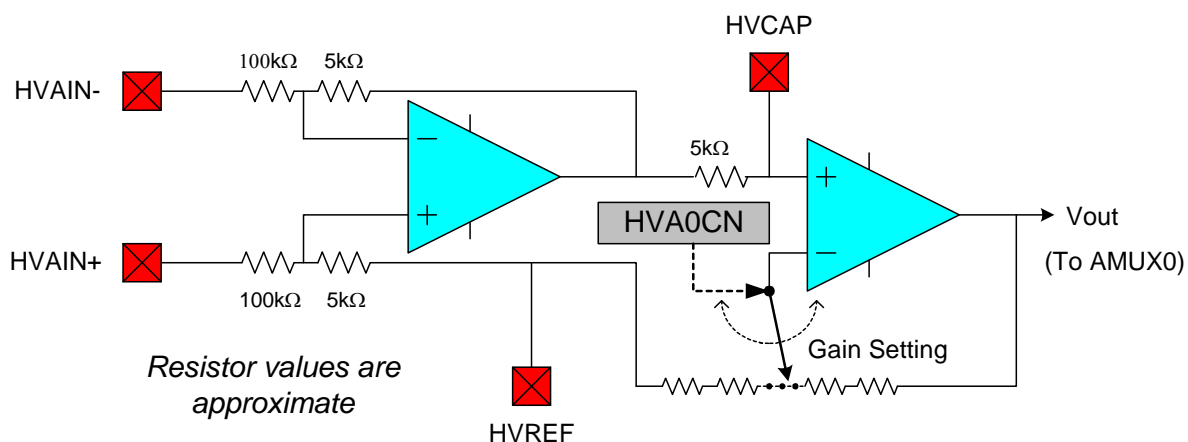 HVCAP
100kΩ
5kΩ
HVAIN-
−
5kΩ
+
HVA0CN
Vout
+
−
HVAIN+
(To AMUX0)
100kΩ
5kΩ
Gain Setting
Resistor values are
approximate
HVREF